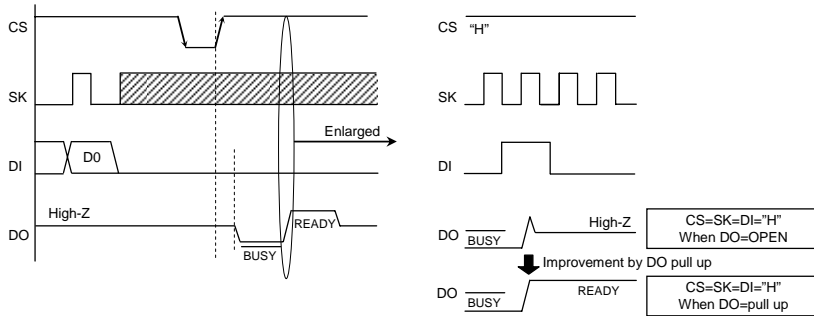 CS
SK
DI
D0
High-Z
DO
BUSY
READY
Enlarged
CS "H"
SK
DI
High-Z
DO
BUSY
CS=SK=DI="H"
When DO=OPEN
Improvement by DO pull up
DO
BUSY
READY
CS=SK=DI="H"
When DO=pull up